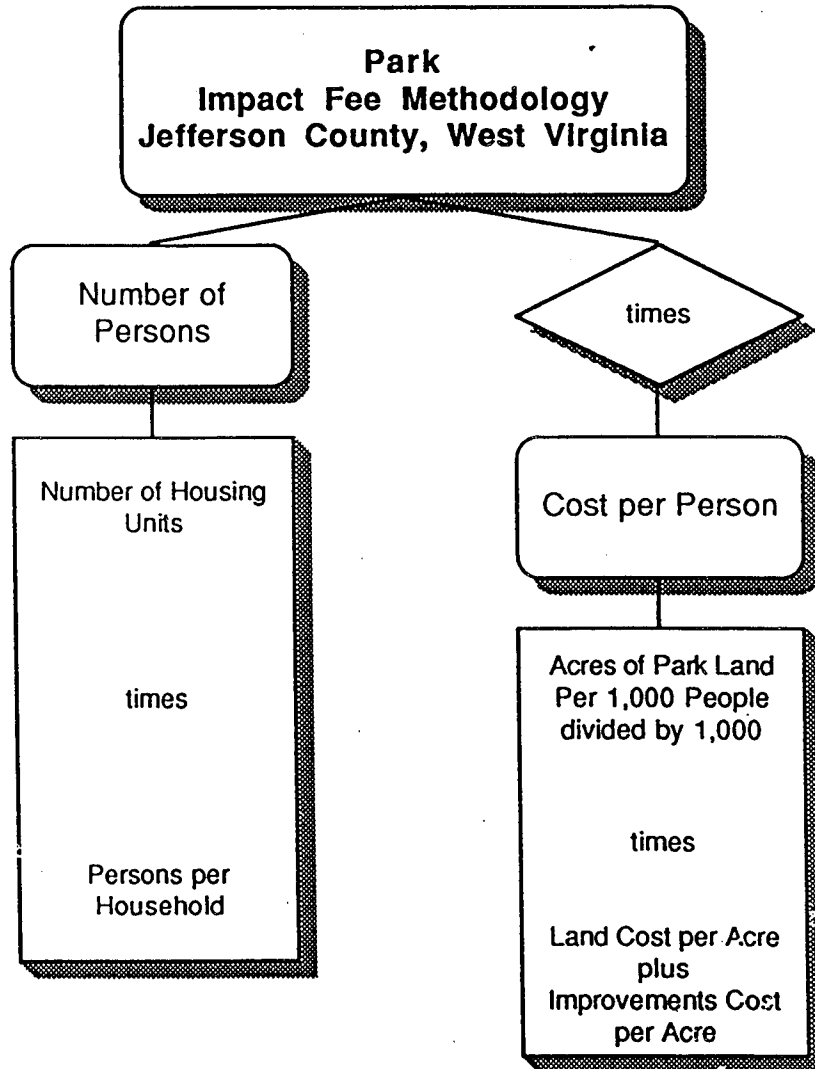 Park
Impact Fee Methodology
Jefferson County, West Virginia
Number of
Persons
Number of Housing
Units
times
Persons per
Household
times
Cost per Person
Acres of Park Land
Per 1,000 People
divided by 1,000
times
Land Cost per Acre
plus
Improvements Cost
per Acre